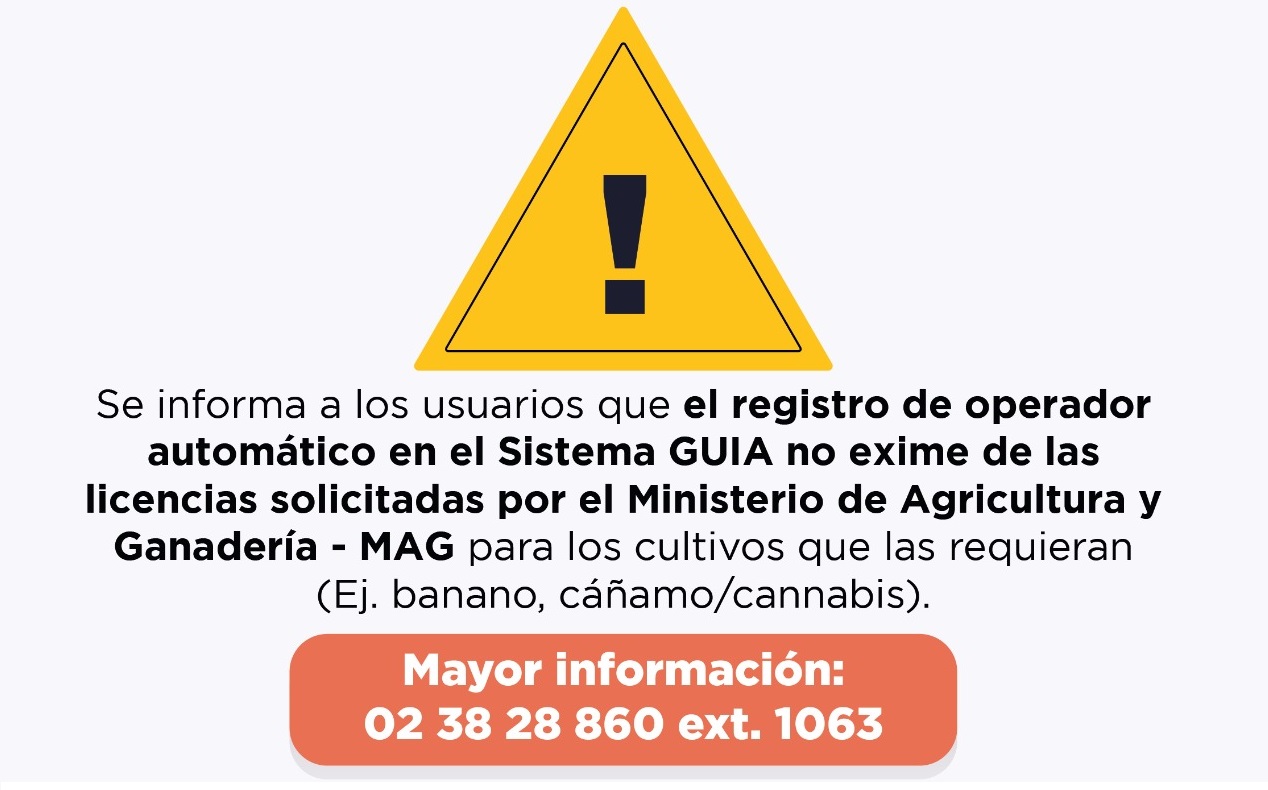 !
Se informa a los usuarios que el registro de operador
automático en el Sistema GUIA no exime de las
licencias solicitadas por el Ministerio de Agricultura y
Ganadería - MAG para los cultivos que las requieran
(Ej. banano, cáñamo/cannabis).
Mayor información:
02 38 28 860 ext. 1063